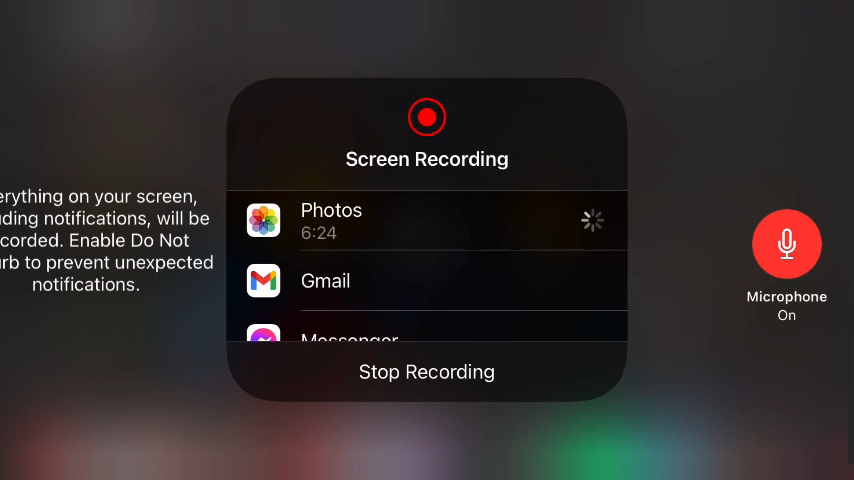 Screen Recording
erything on your screen,
uding notifications, will be
corded. Enable Do Not
urb to prevent unexpected
notifications.
Photos
6:24
Gmail
Messenger
Stop Recording
Microphone
On